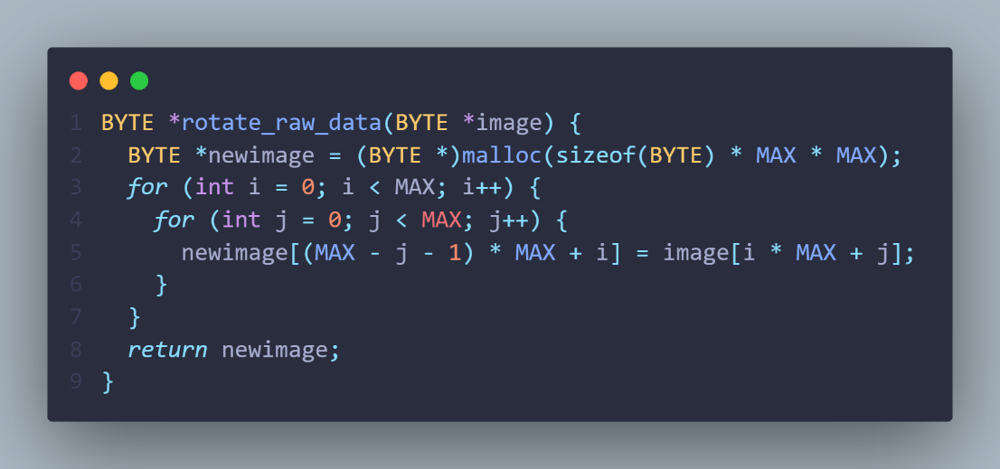 1 BYTE *rotate_raw_data(BYTE *image) {
2   BYTE *newimage = (BYTE *)malloc(sizeof(BYTE) * MAX * MAX);
3   for (int i = 0; i < MAX; i++) {
4     for (int j = 0; j < MAX; j++) {
5       newimage[(MAX - j - 1) * MAX + i] = image[i * MAX + j];
6     }
7   }
8   return newimage;
9 }